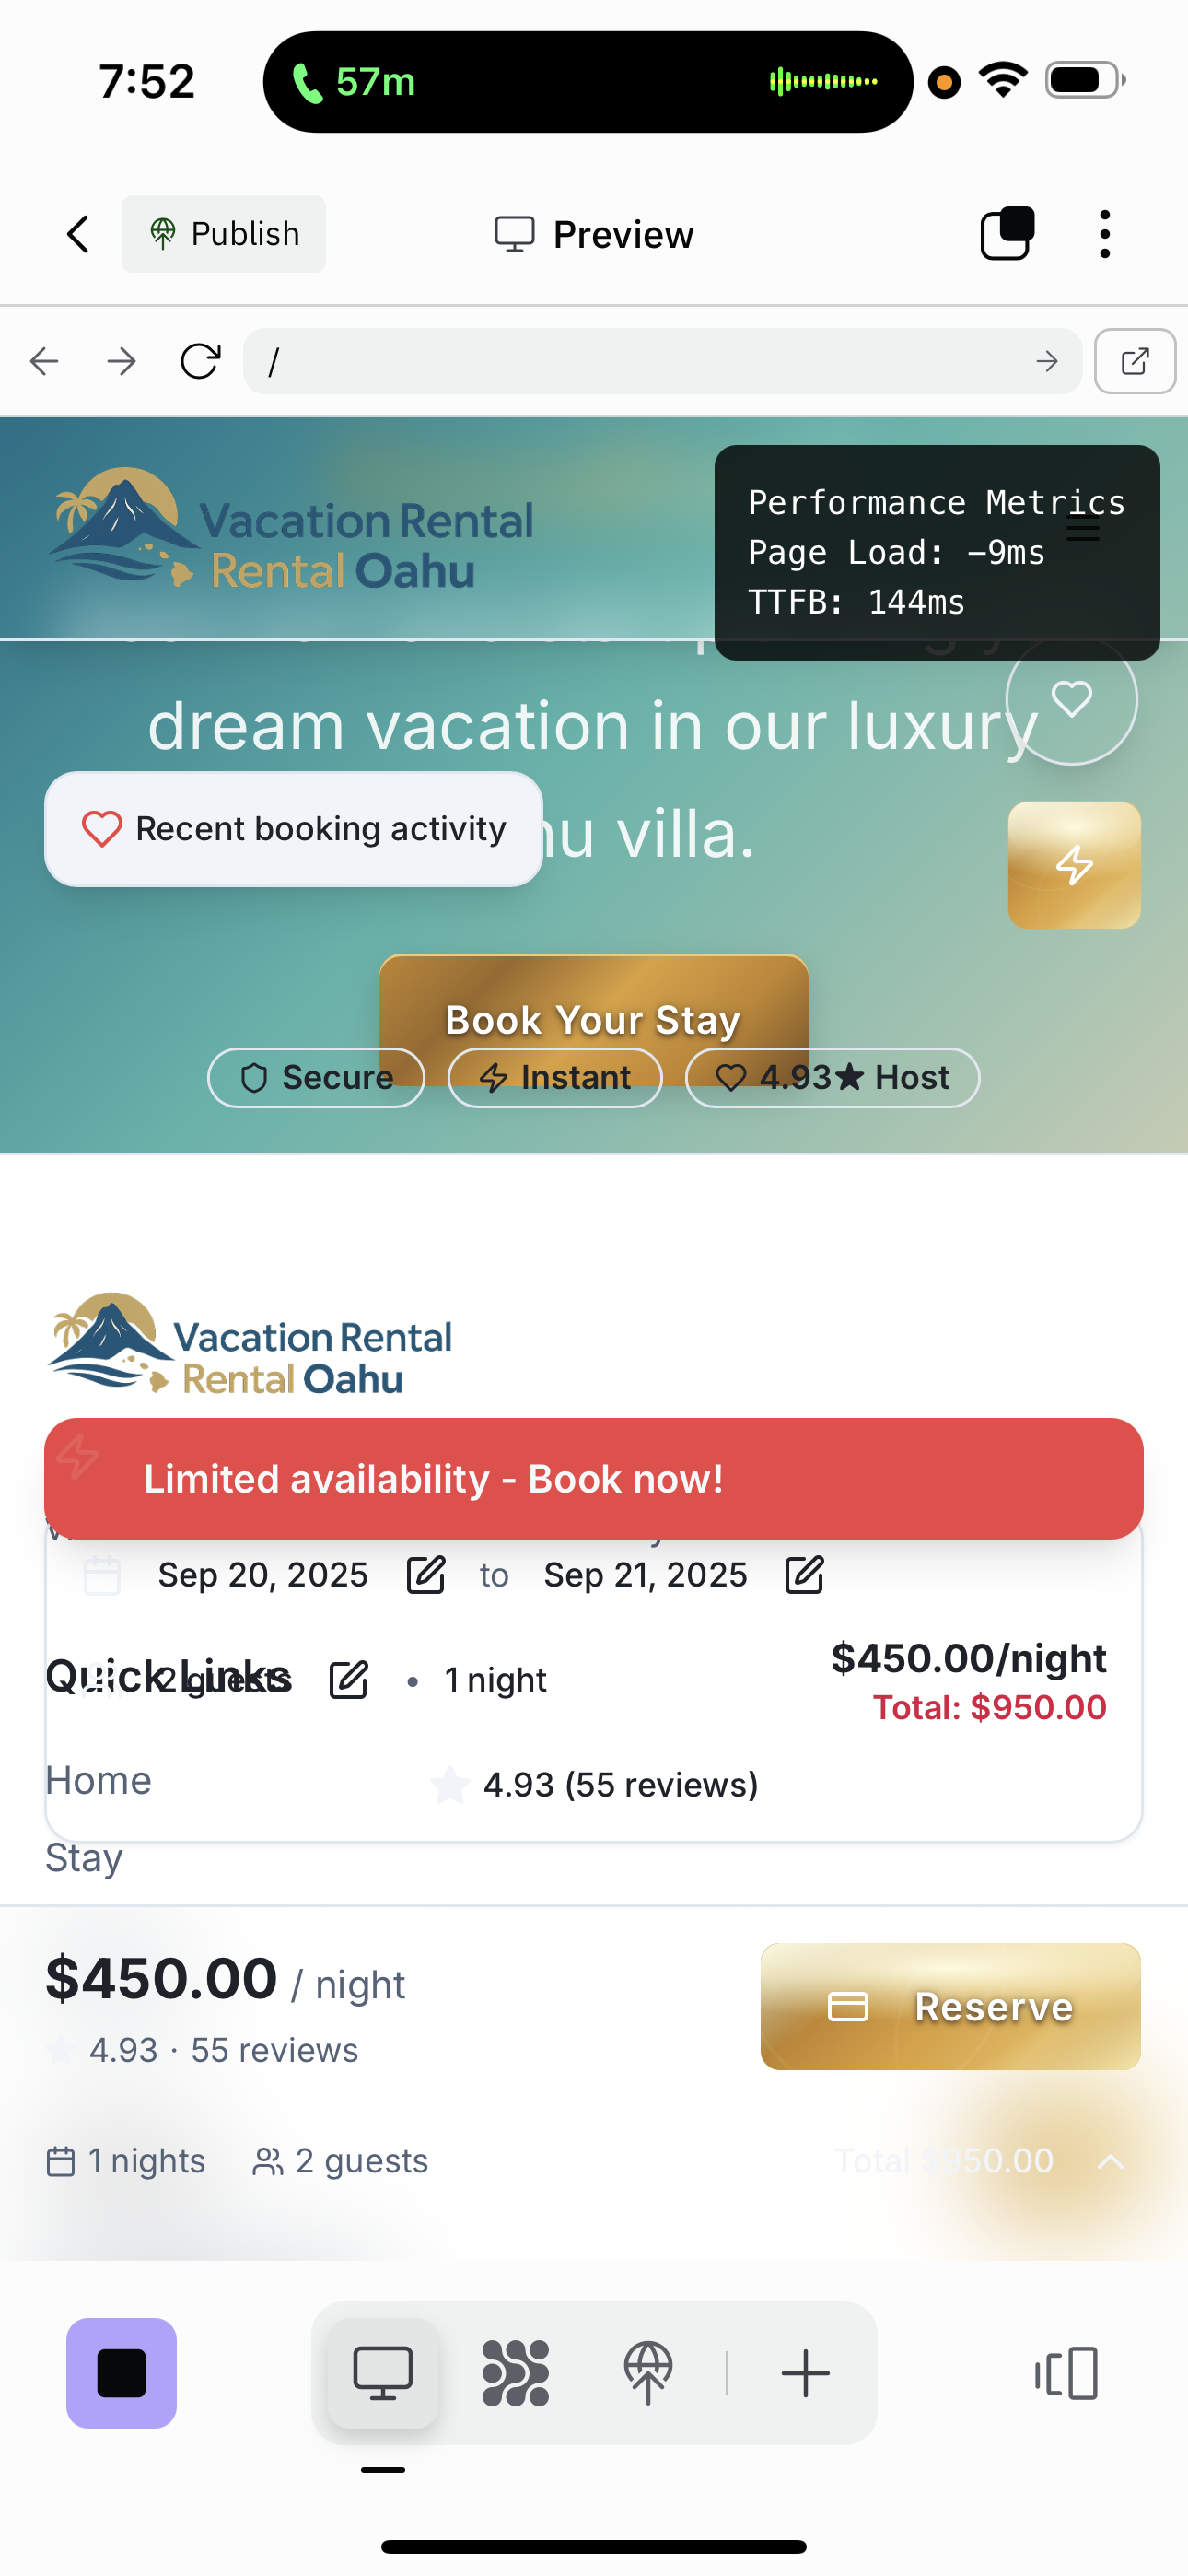 7:52
57m
Publish
Preview
/
Vacation Rental
Rental Oahu
Performance Metrics
Page Load: -9ms
TTFB: 144ms
dream vacation in our luxury
villa.
Recent booking activity
Book Your Stay
Secure
Instant
4.93★ Host
Vacation Rental
Rental Oahu
Limited availability - Book now!
Sep 20, 2025 to Sep 21, 2025
Quick Links
2 guests • 1 night
$450.00/night
Total: $950.00
Home
4.93 (55 reviews)
Stay
$450.00 / night
Reserve
4.93 · 55 reviews
1 nights 2 guests
Total $950.00